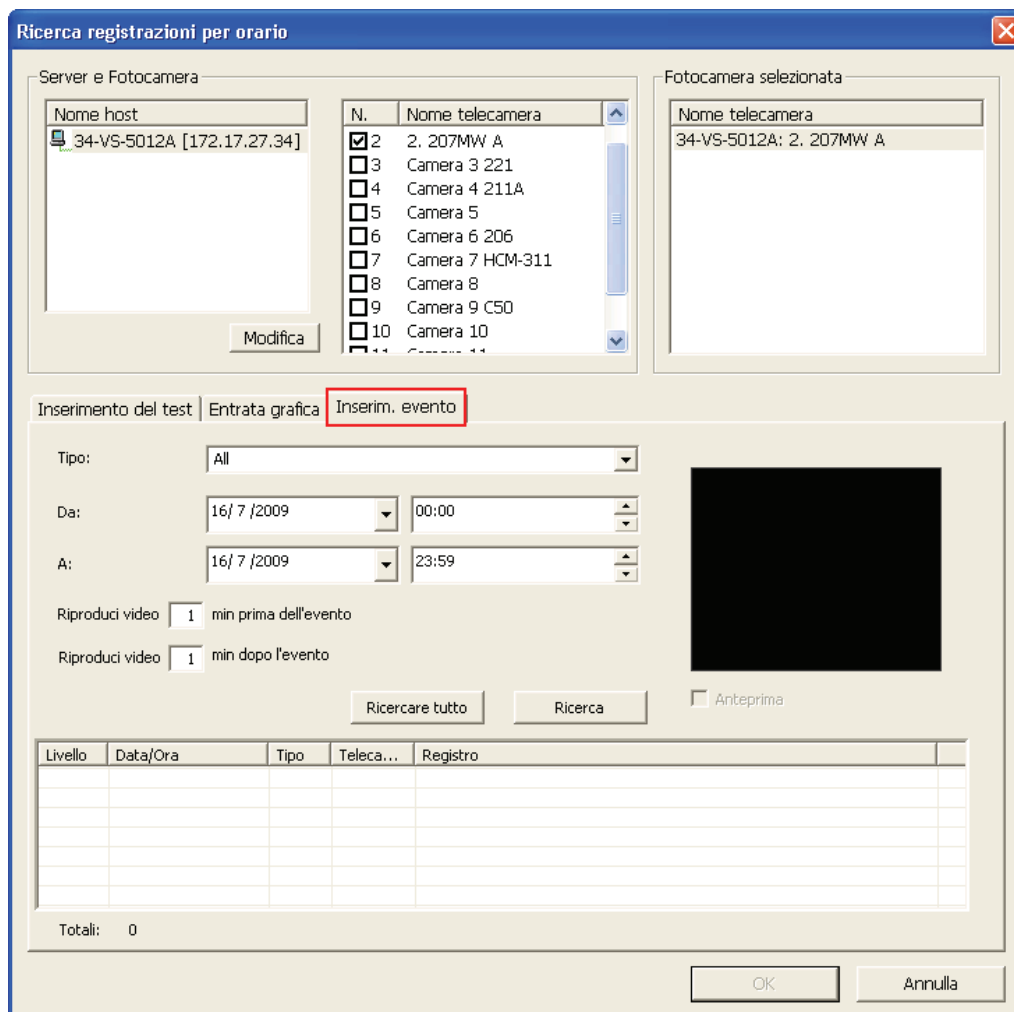 Ricerca registrazioni per orario
Server e Fotocamera
Nome host
34-VS-5012A [172.17.27.34]
Modifica
N. Nome telecamera
2 2. 207MW A
3 Camera 3 221
4 Camera 4 211A
5 Camera 5
6 Camera 6 206
7 Camera 7 HCM-311
8 Camera 8
9 Camera 9 C50
10 Camera 10
Fotocamera selezionata
Nome telecamera
34-VS-5012A: 2. 207MW A
Inserimento del test Entrata grafica Inserim. evento
Tipo: All
Da: 16/ 7 /2009 00:00
A: 16/ 7 /2009 23:59
Riproduci video 1 min prima dell'evento
Riproduci video 1 min dopo l'evento
Ricercare tutto Ricerca
Anteprima
Livello Data/Ora Tipo Teleca... Registro
Totali: 0
OK Annulla